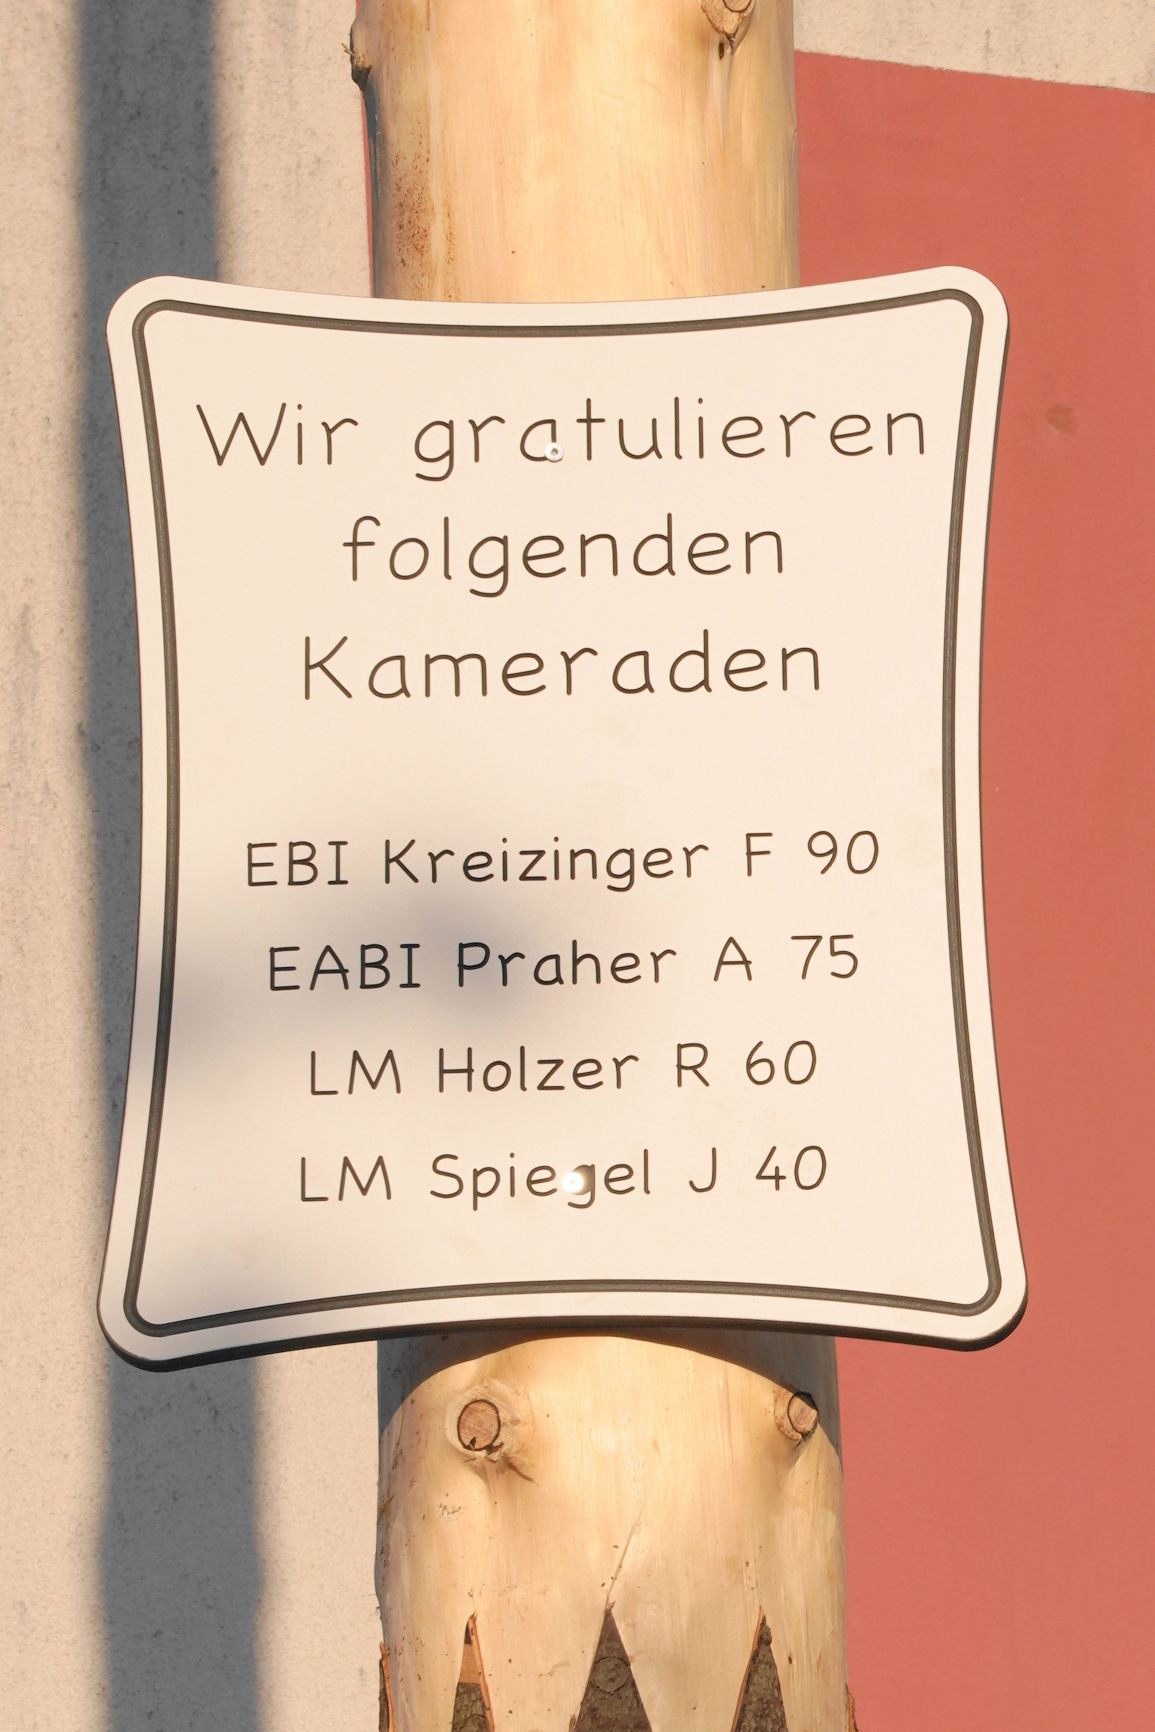 Wir gratulieren
folgenden
Kameraden
EBI Kreizinger F 90
EABI Praher A 75
LM Holzer R 60
LM Spiegel J 40